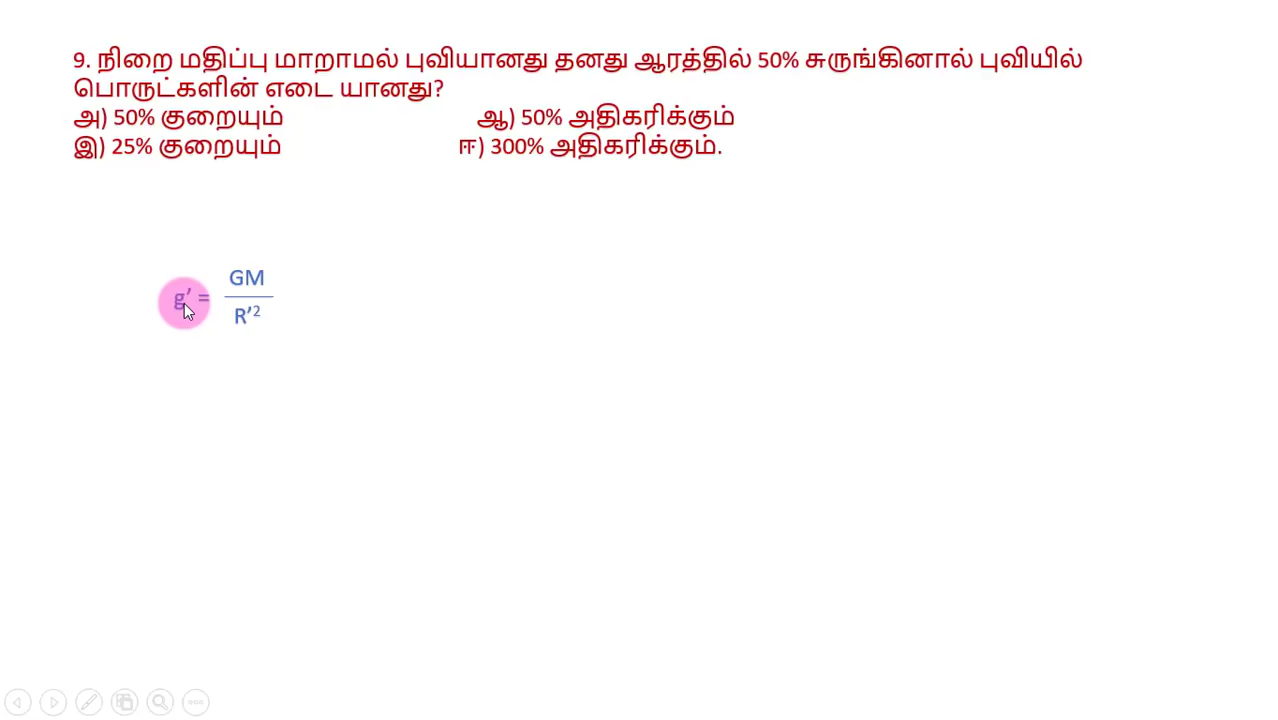 9. நிறை மதிப்பு மாறாமல் புவியானது தனது ஆரத்தில் 50% சுருங்கினால் புவியில்
பொருட்களின் எடை யானது?
அ) 50% குறையும் ஆ) 50% அதிகரிக்கும்
இ) 25% குறையும் ஈ) 300% அதிகரிக்கும்.
GM
g’ =
R’²